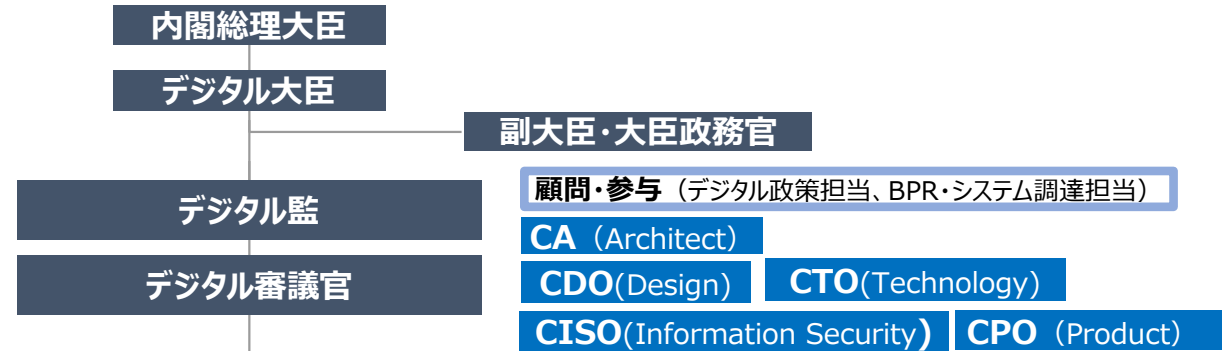 内閣総理大臣
デジタル大臣
副大臣・大臣政務官
デジタル監
顧問・参与（デジタル政策担当、BPR・システム調達担当）
CA（Architect）
デジタル審議官
CDO(Design)
CTO(Technology)
CISO(Information Security)
CPO（Product）